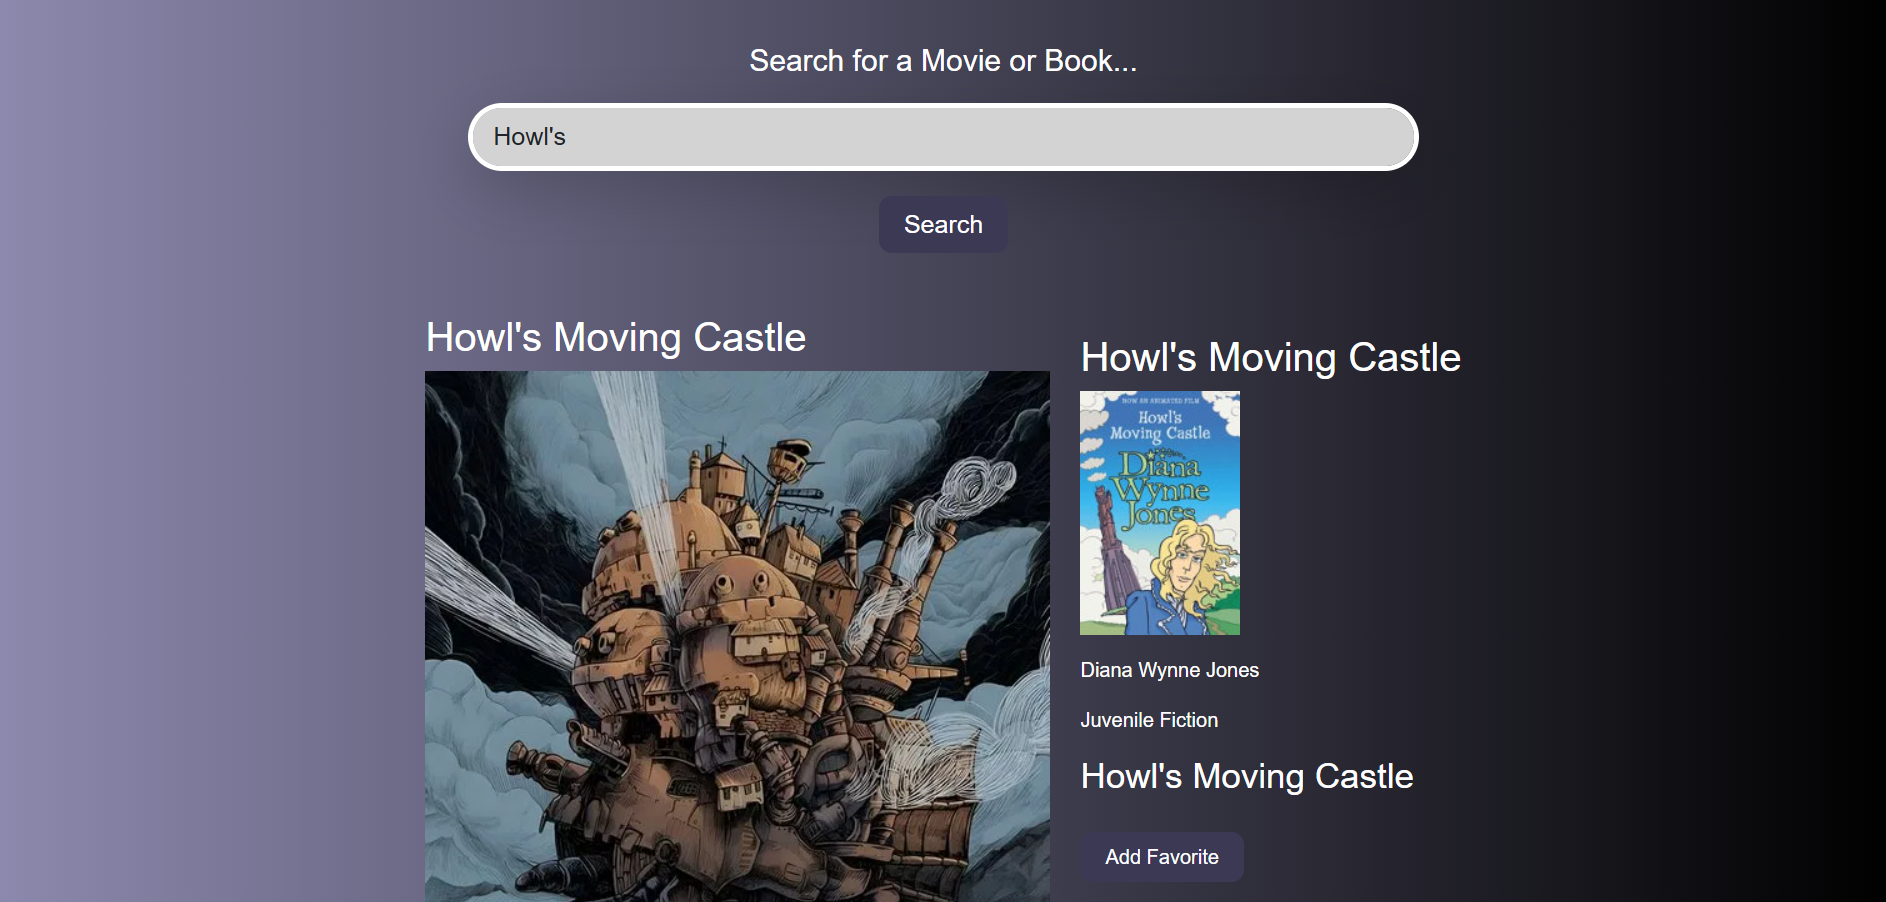 Search for a Movie or Book...
Howl's
Search
Howl's Moving Castle
Howl's Moving Castle
NOW AN ANIMATED FILM
Howl's
Moving Castle
Diana
Wynne
Jones
Diana Wynne Jones
Juvenile Fiction
Howl's Moving Castle
Add Favorite